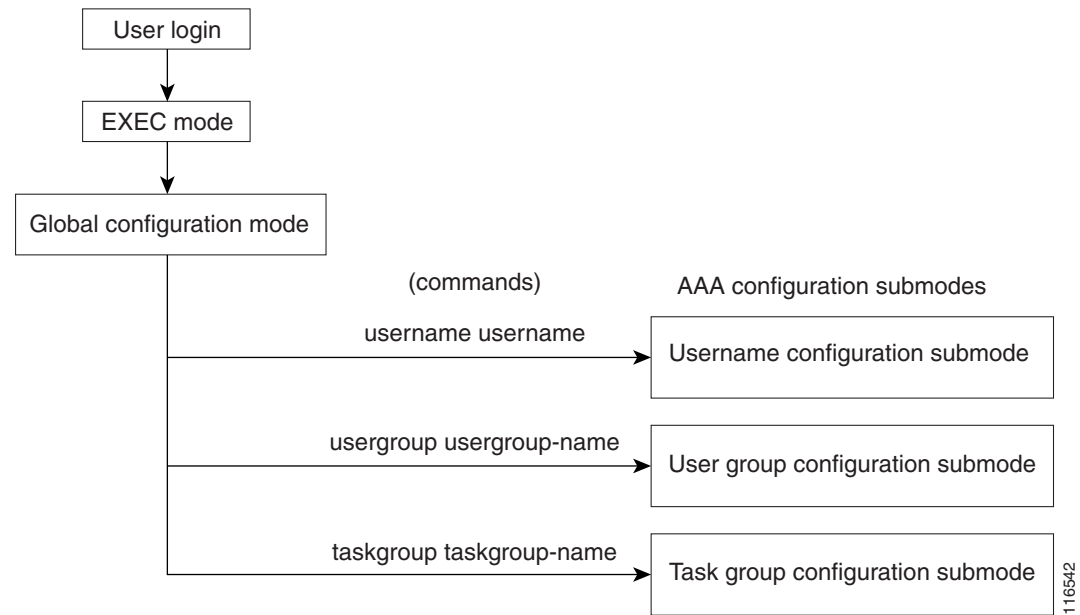 User login
EXEC mode
Global configuration mode
(commands)
AAA configuration submodes
username username
Username configuration submode
usergroup usergroup-name
User group configuration submode
taskgroup taskgroup-name
Task group configuration submode
116542